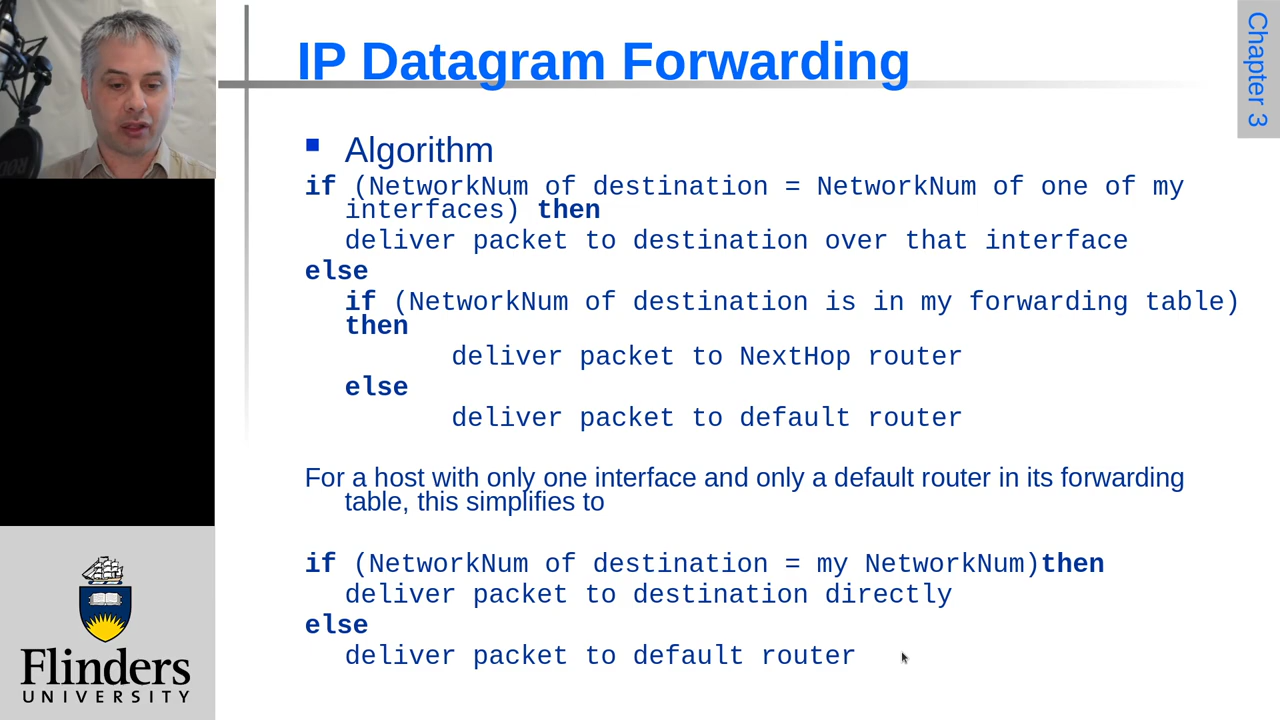 IP Datagram Forwarding
Chapter 3
Algorithm
if (NetworkNum of destination = NetworkNum of one of my
interfaces) then
deliver packet to destination over that interface
else
if (NetworkNum of destination is in my forwarding table)
then
deliver packet to NextHop router
else
deliver packet to default router
For a host with only one interface and only a default router in its forwarding
table, this simplifies to
if (NetworkNum of destination = my NetworkNum)then
deliver packet to destination directly
else
deliver packet to default router
Flinders
UNIVERSITY